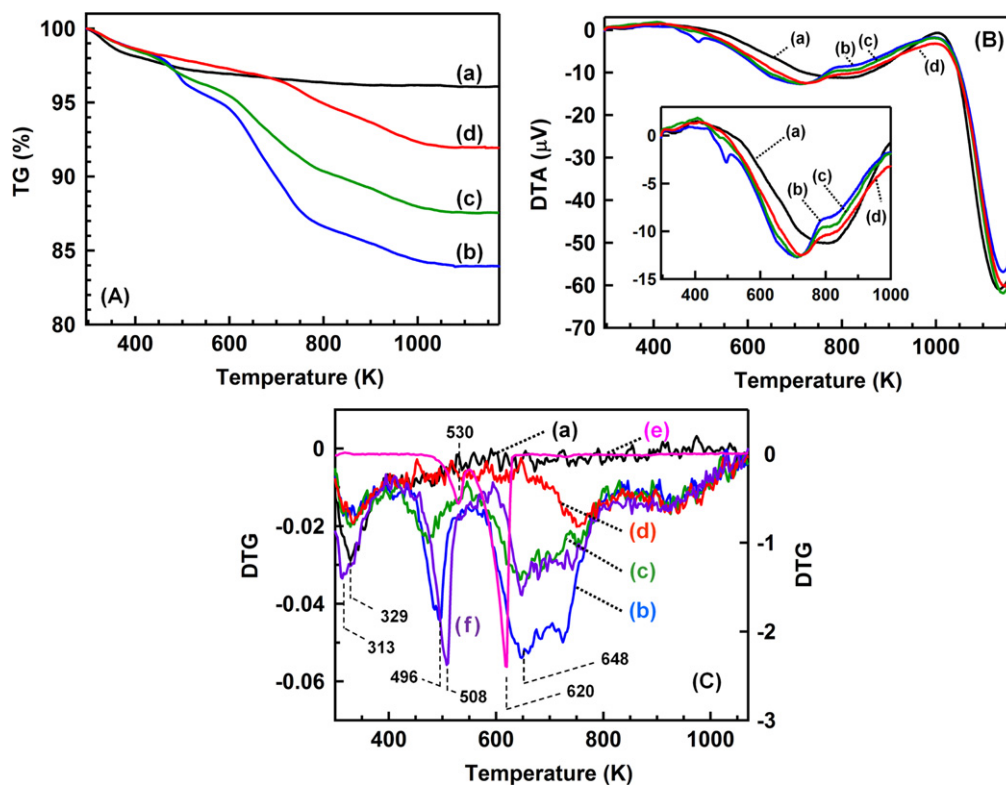 100
95
90
85
80
TG (%)
(a)
(d)
(c)
(b)
(A)
400
600
800
1000
Temperature (K)
0
-10
-20
-30
-40
-50
-60
-70
DTA (µV)
(a)
(b)
(c)
(B)
(d)
0
-5
-10
-15
(a)
(b)
(c)
(d)
400
600
800
1000
200
400
600
800
1000
Temperature (K)
0
-0.02
-0.04
-0.06
DTG
530
(a)
(e)
(d)
(c)
(b)
(f)
329
313
496
508
648
620
(C)
0
-1
-2
-3
DTG
400
600
800
1000
Temperature (K)